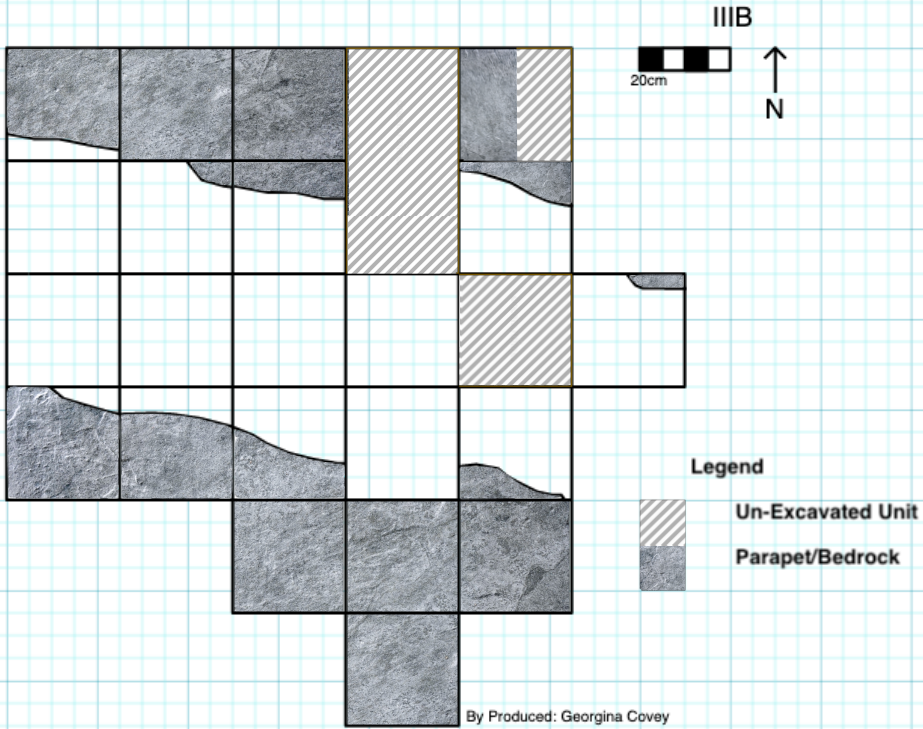 IIIB
20cm
N
Legend
Un-Excavated Unit
Parapet/Bedrock
By Produced: Georgina Covey